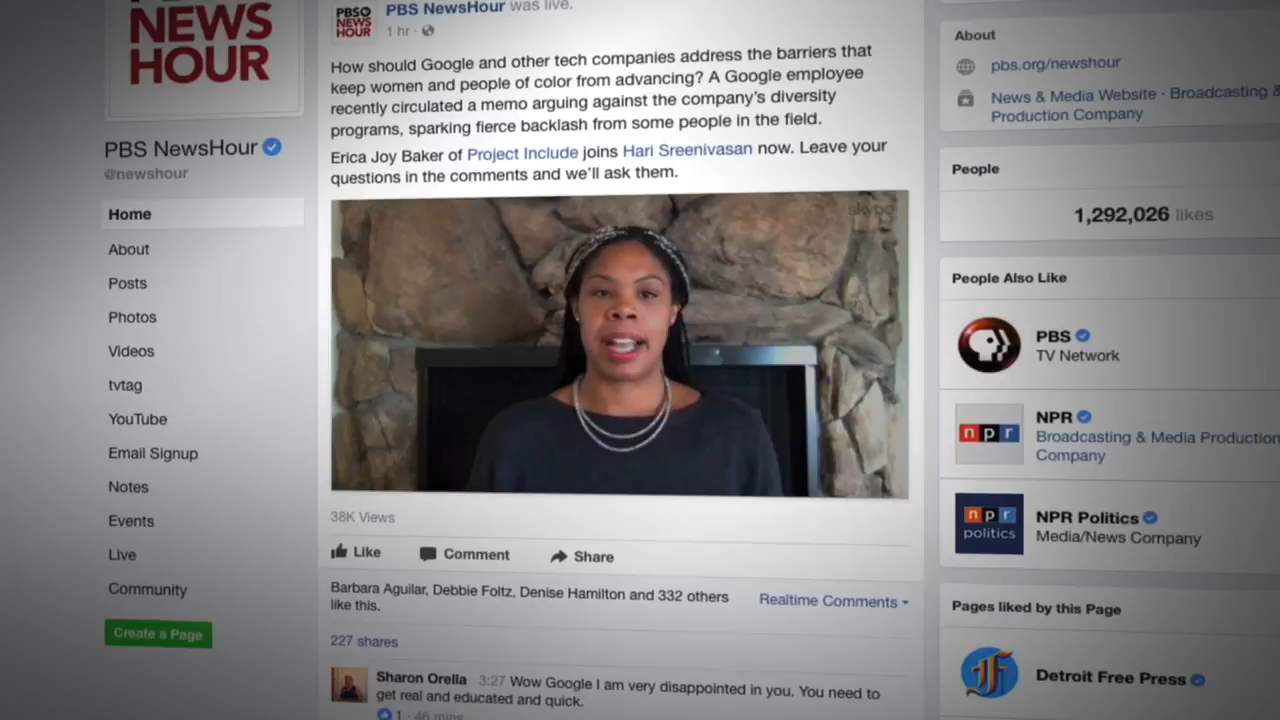 NEWS
HOUR
PBS NewsHour
@newshour
Home
About
Posts
Photos
Videos
tvtag
YouTube
Email Signup
Notes
Events
Live
Community
Create a Page
PBS
NEWS
HOUR
PBS NewsHour was live.
1 hr ·
How should Google and other tech companies address the barriers that
keep women and people of color from advancing? A Google employee
recently circulated a memo arguing against the company's diversity
programs, sparking fierce backlash from some people in the field.
Erica Joy Baker of Project Include joins Hari Sreenivasan now. Leave your
questions in the comments and we'll ask them.
skype
38K Views
Like Comment Share
Barbara Aguilar, Debbie Foltz, Denise Hamilton and 332 others
like this.
Realtime Comments
227 shares
Sharon Orella 3:27 Wow Google I am very disappointed in you. You need to
get real and educated and quick.
1 · 46 mins
About
pbs.org/newshour
News & Media Website · Broadcasting &
Production Company
People
1,292,026 likes
People Also Like
PBS
TV Network
npr
NPR
Broadcasting & Media Production
Company
npr
politics
NPR Politics
Media/News Company
Pages liked by this Page
Detroit Free Press